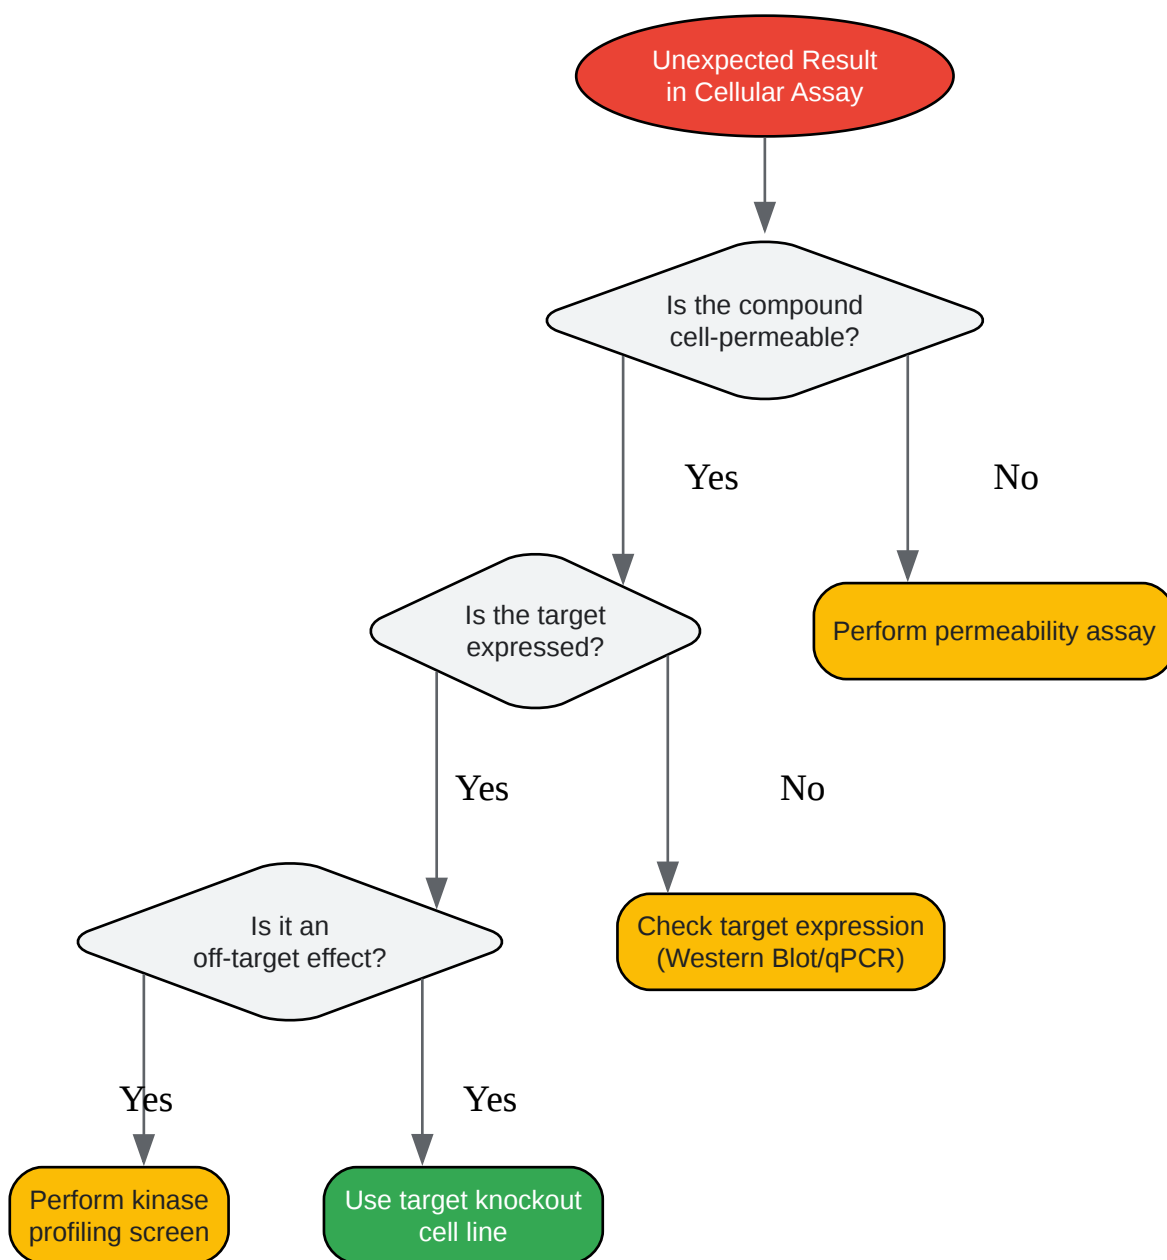 Unexpected Result
in Cellular Assay
Is the compound
cell-permeable?
Yes
No
Is the target
expressed?
Perform permeability assay
Yes
No
Is it an
off-target effect?
Check target expression
(Western Blot/qPCR)
Yes
Yes
Perform kinase
profiling screen
Use target knockout
cell line